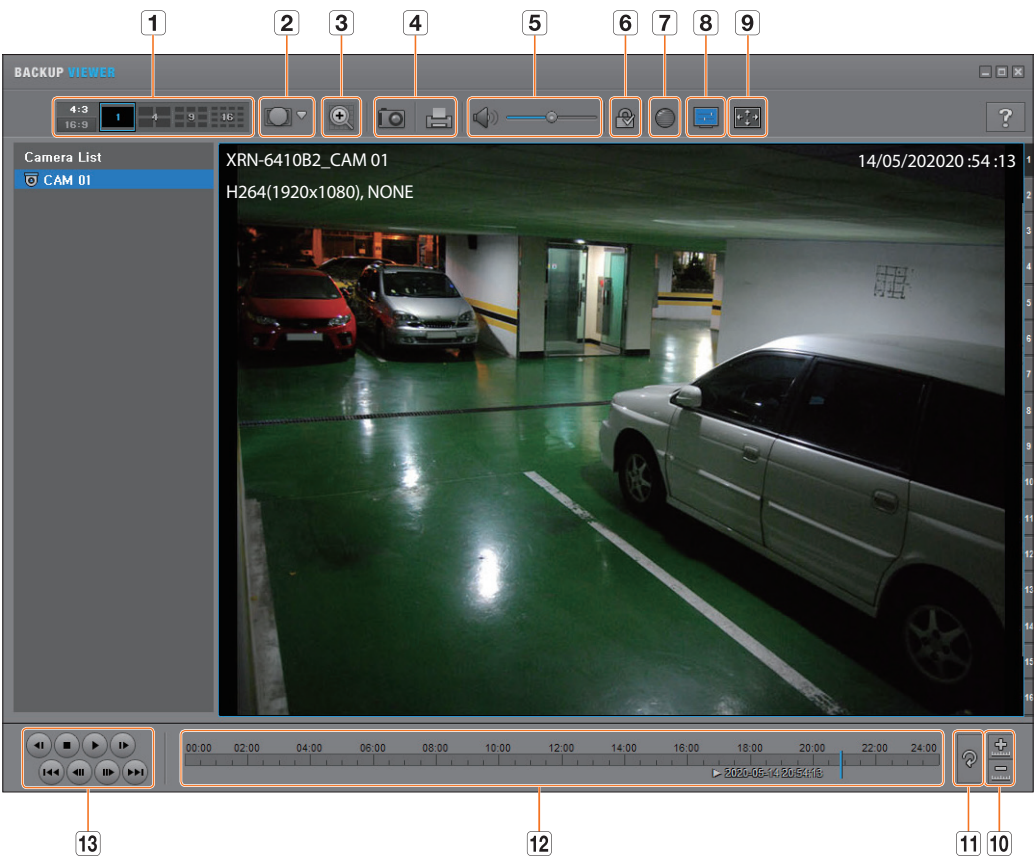 1 2 3 4 5 6 7 8 9
BACKUP VIEWER
4:3
16:9
1 4 9 16
?
Camera List
CAM 01
XRN-6410B2_CAM 01
14/05/202020 :54 :13
H264(1920x1080), NONE
1
2
3
4
5
6
7
8
9
10
11
12
13
14
15
16
00:00 02:00 04:00 06:00 08:00 10:00 12:00 14:00 16:00 18:00 20:00 22:00 24:00
2020-05-14 20:54:13
13 12 11 10